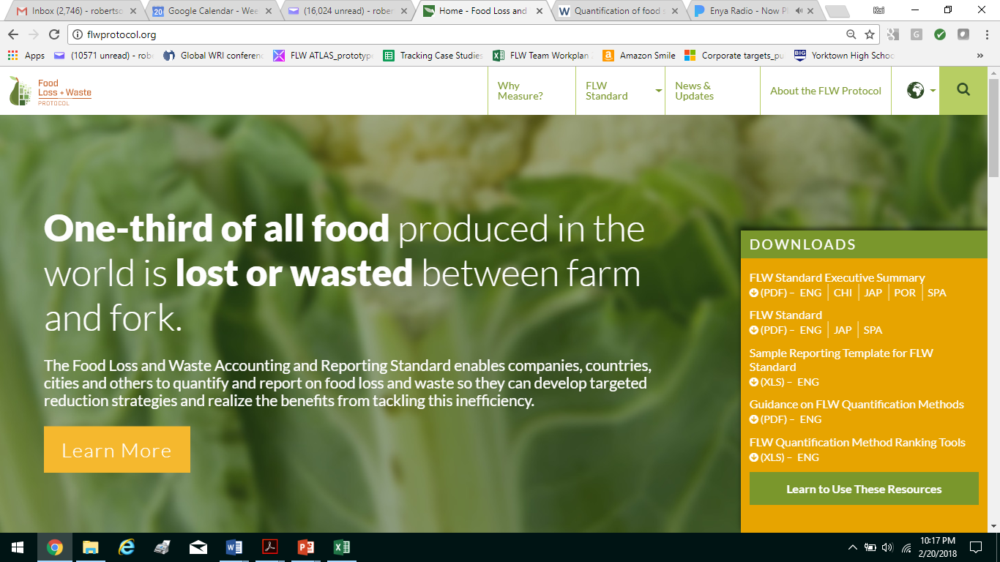 Inbox (2,746) - robertsc
Google Calendar - Wee
(16,024 unread) - rober
Home - Food Loss and
Quantification of food
Enya Radio - Now Pl
Kai
flwprotocol.org
Apps
(10571 unread) - rob
Global WRI conferenc
FLW ATLAS_prototype
Tracking Case Studies
FLW Team Workplan
Amazon Smile
Corporate targets_pu
Yorktown High Schoo
»
Food
Loss + Waste
PROTOCOL
Why
Measure?
FLW
Standard
News &
Updates
About the FLW Protocol
One-third of all food produced in the
world is lost or wasted between farm
and fork.
The Food Loss and Waste Accounting and Reporting Standard enables companies, countries,
cities and others to quantify and report on food loss and waste so they can develop targeted
reduction strategies and realize the benefits from tackling this inefficiency.
Learn More
DOWNLOADS
FLW Standard Executive Summary
(PDF) – ENG | CHI | JAP | POR | SPA
FLW Standard
(PDF) – ENG | JAP | SPA
Sample Reporting Template for FLW
Standard
(XLS) – ENG
Guidance on FLW Quantification Methods
(PDF) – ENG
FLW Quantification Method Ranking Tools
(XLS) – ENG
Learn to Use These Resources
10:17 PM
2/20/2018